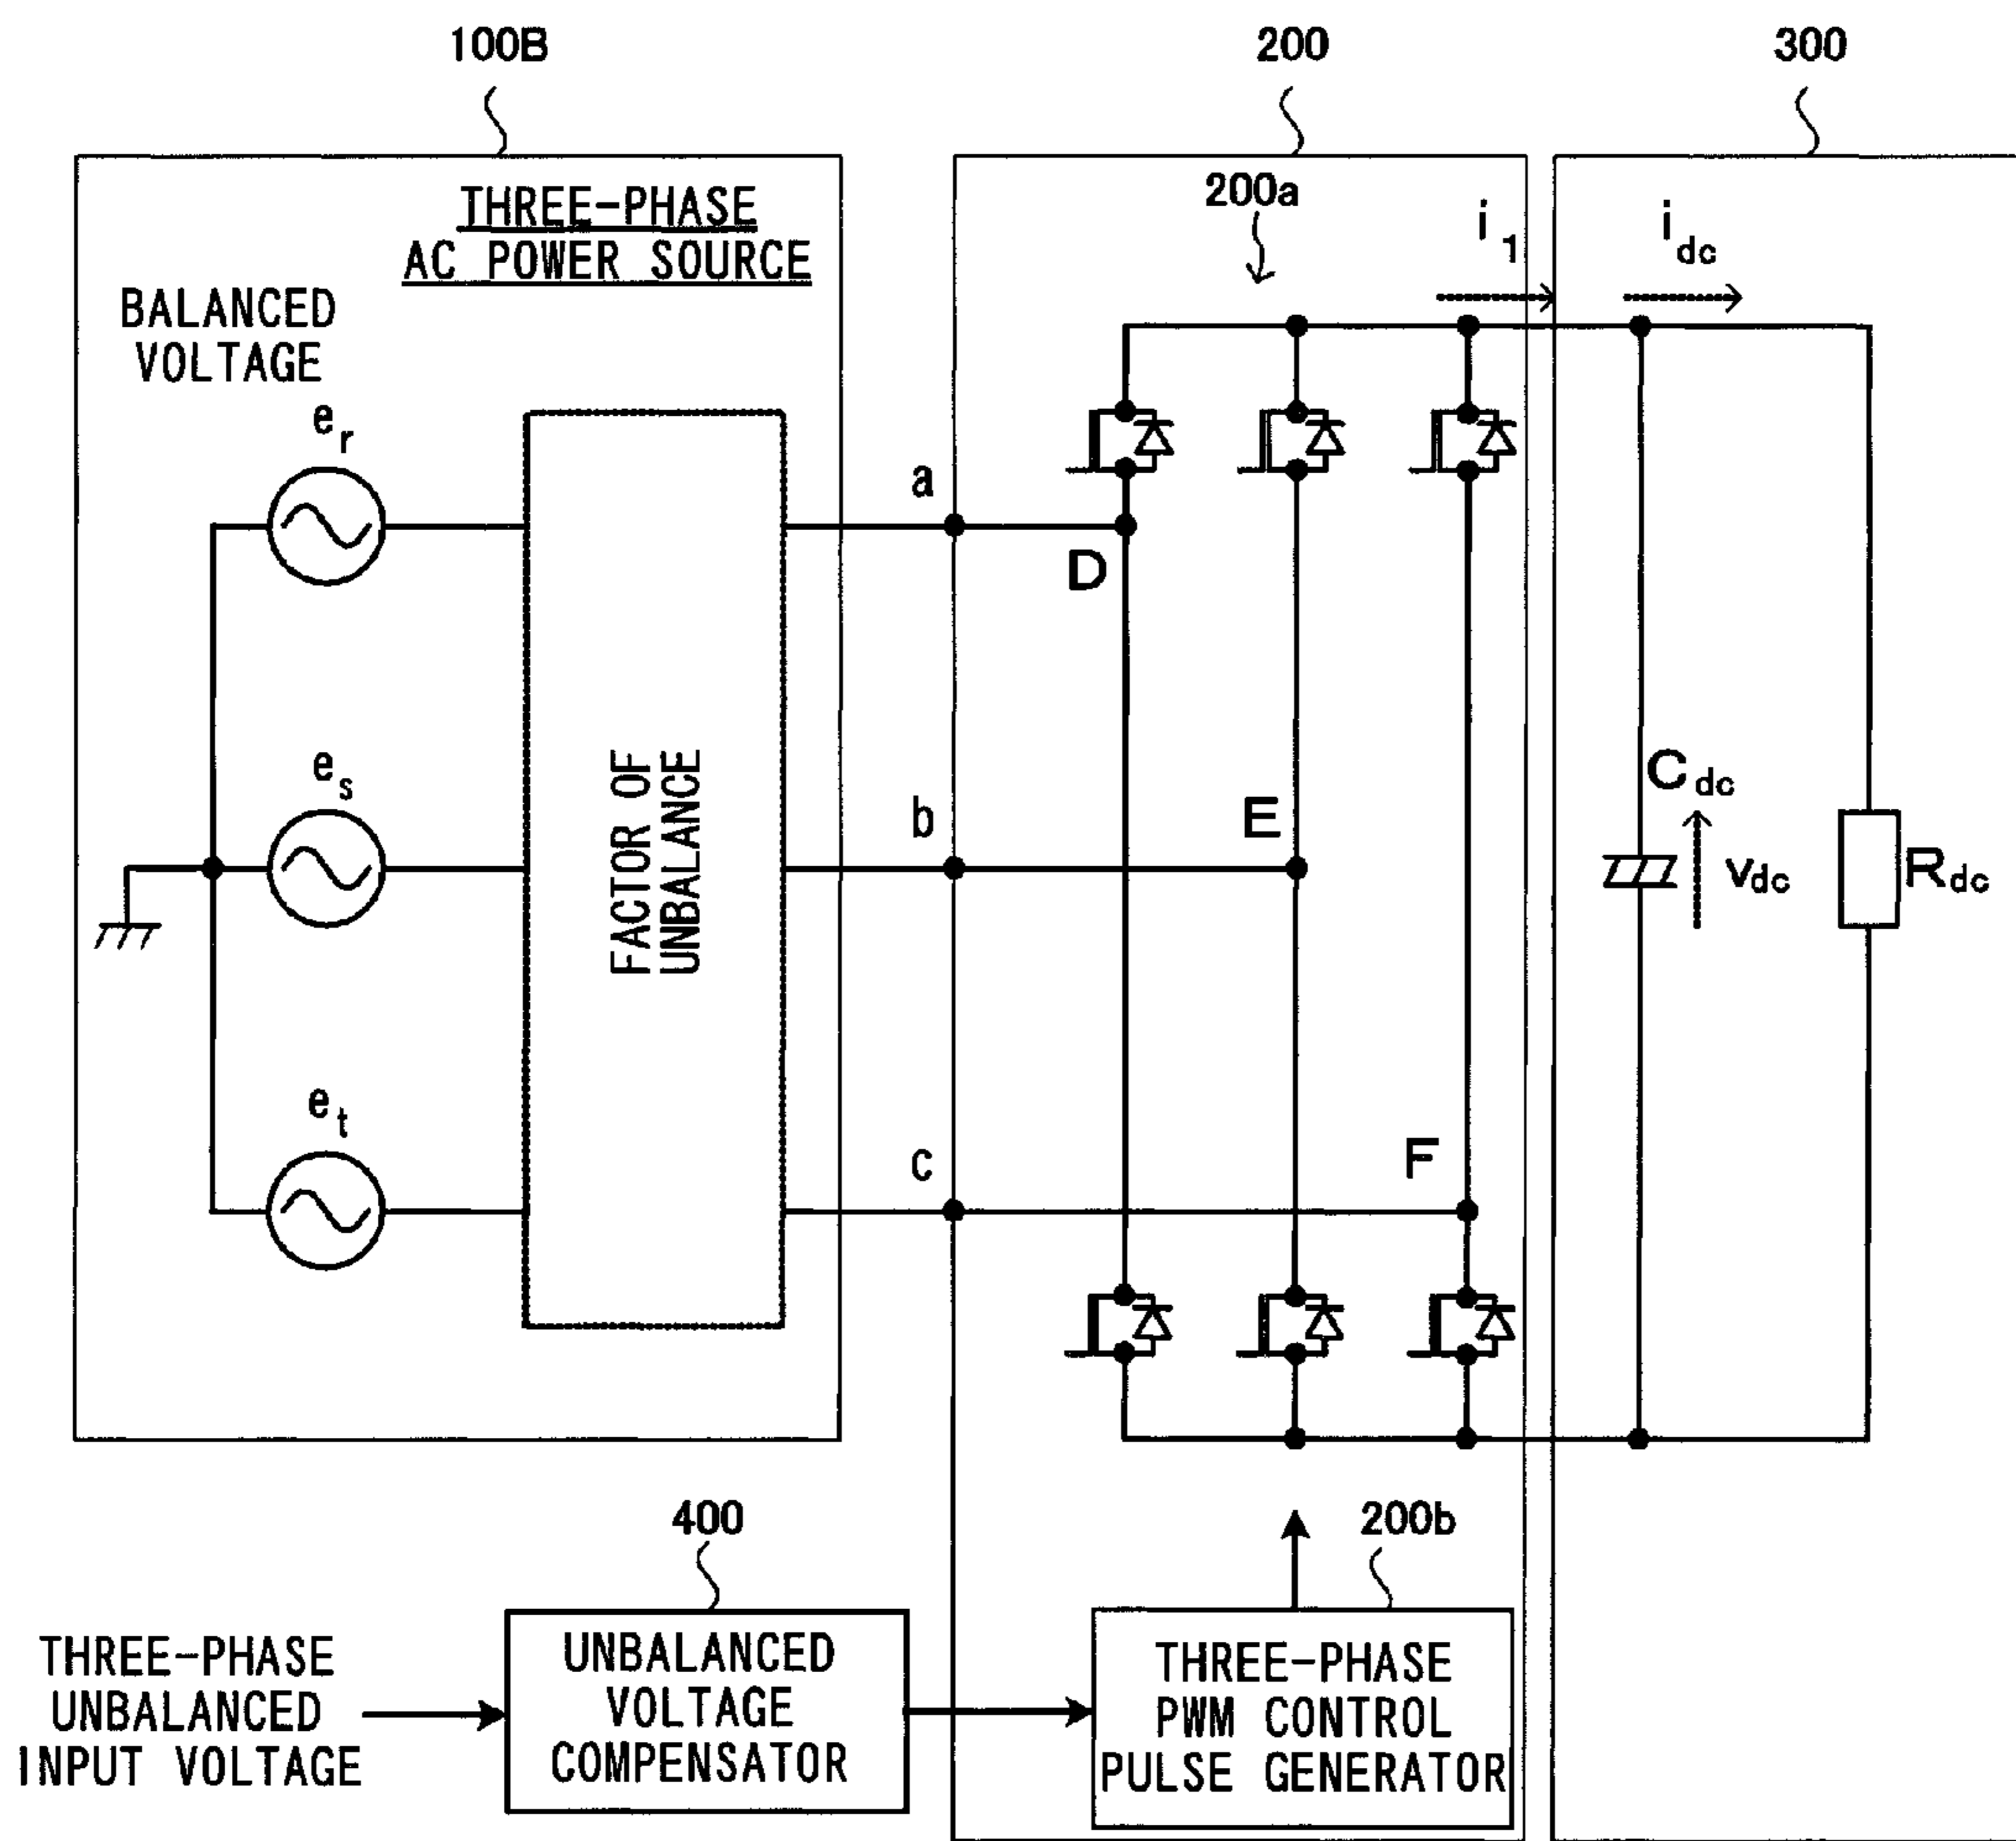 100B
200
300
THREE-PHASE
AC POWER SOURCE
200a
i1
idc
BALANCED
VOLTAGE
er
a
D
es
FACTOR OF
UNBALANCE
b
E
Cdc
vdc
Rdc
et
c
F
400
200b
THREE-PHASE
UNBALANCED
INPUT VOLTAGE
UNBALANCED
VOLTAGE
COMPENSATOR
THREE-PHASE
PWM CONTROL
PULSE GENERATOR